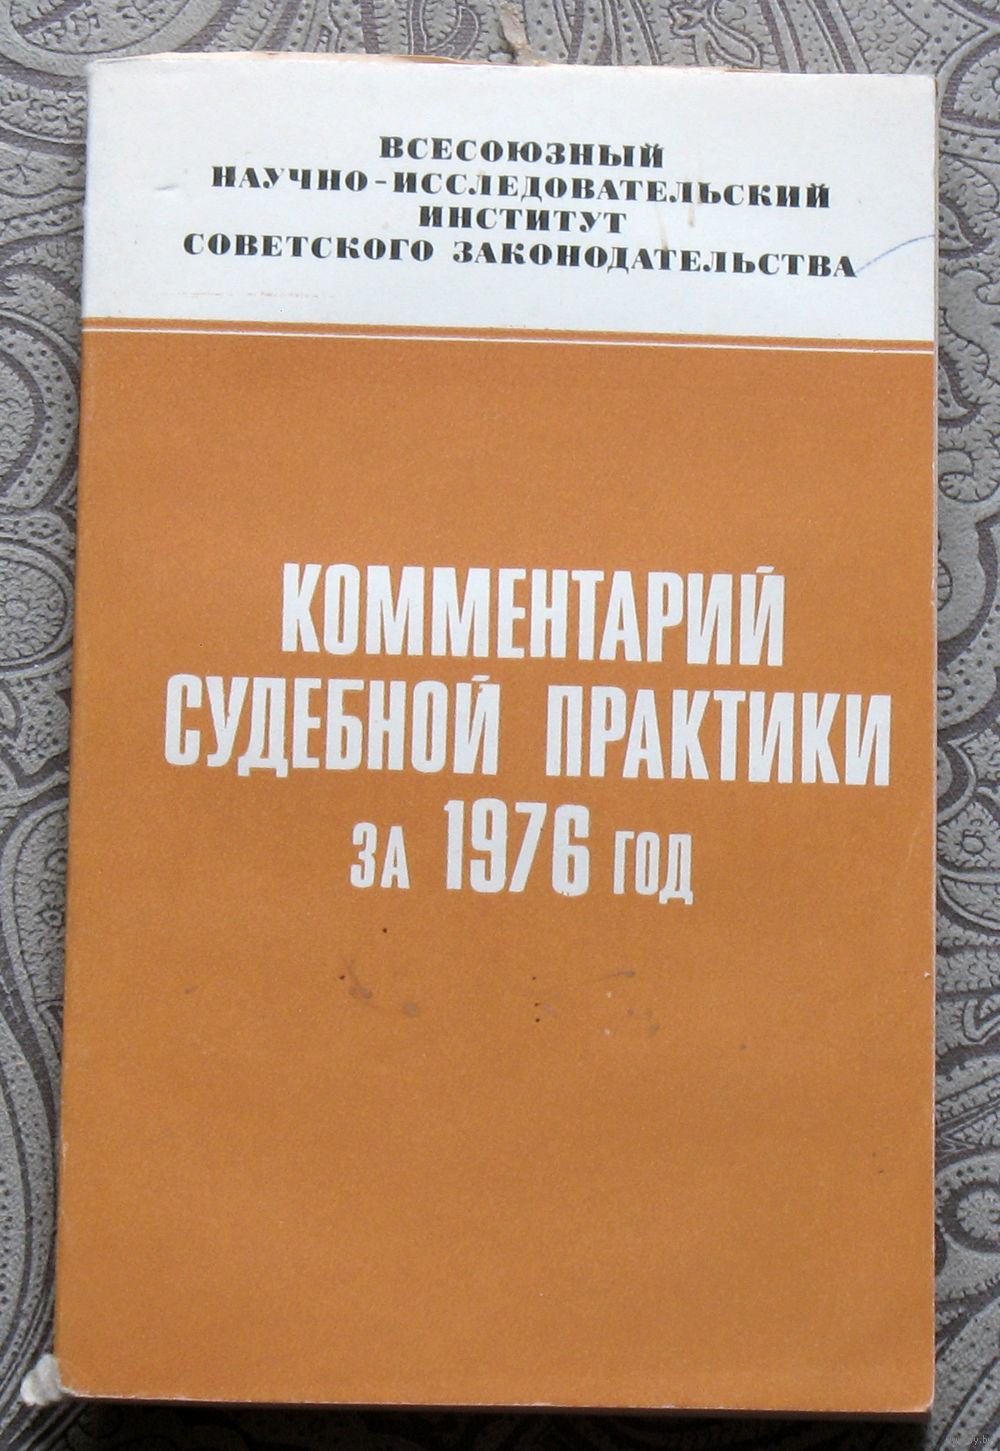 ВСЕСОЮЗНЫЙ
НАУЧНО-ИССЛЕДОВАТЕЛЬСКИЙ
ИНСТИТУТ
СОВЕТСКОГО ЗАКОНОДАТЕЛЬСТВА
КОММЕНТАРИЙ
СУДЕБНОЙ ПРАКТИКИ
ЗА 1976 ГОД